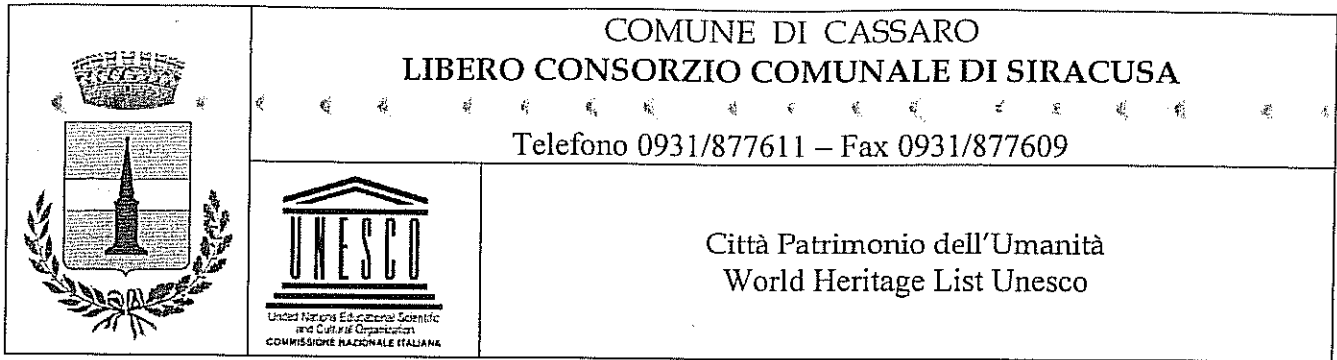 COMUNE DI CASSARO
LIBERO CONSORZIO COMUNALE DI SIRACUSA
Telefono 0931/877611 – Fax 0931/877609
UNESCO
United Nations Educational Scientific
and Cultural Organization
COMMISSIONE NAZIONALE ITALIANA
Città Patrimonio dell'Umanità
World Heritage List Unesco